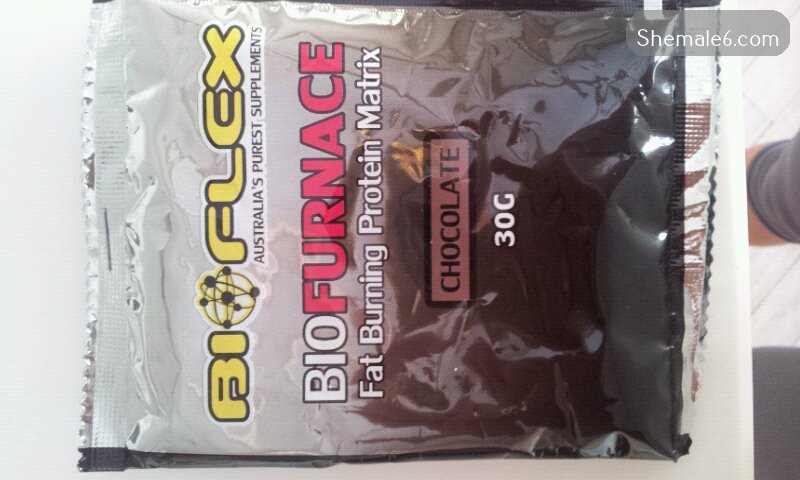 BIOFLEX
AUSTRALIA'S PUREST SUPPLEMENTS
BIOFURNACE
Fat Burning Protein Matrix
CHOCOLATE
30G
Shemale6.com